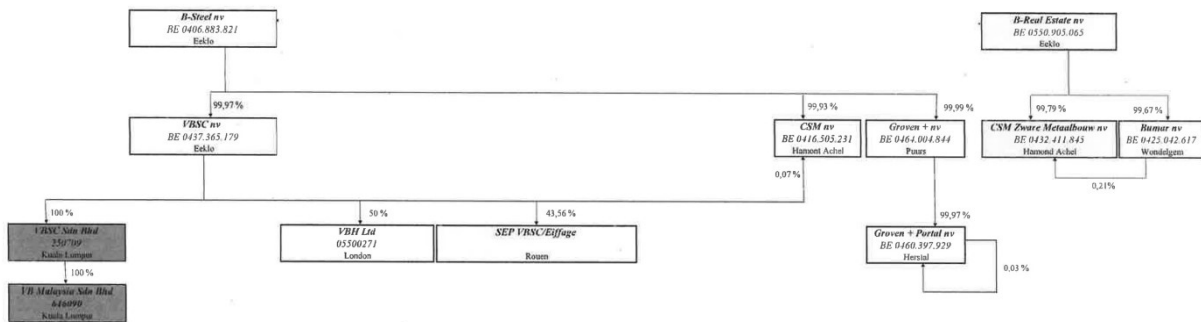 B-Steel nv
BE 0406.883.821
Eeklo
B-Real Estate nv
BE 0550.905.065
Eeklo
99,97 %
99,93 %
99,99 %
99,79 %
99,67 %
VBSC nv
BE 0437.365.179
Eeklo
CSM nv
BE 0416.505.231
Hamont Achel
Groven + nv
BE 0464.004.844
Puurs
CSM Zware Metaalbouw nv
BE 0432.411.845
Hamond Achel
Bumar nv
BE 0425.042.617
Wondelgem
0,07 %
0,21%
100 %
50 %
43,56 %
99,97 %
VBSC Sdn Bhd
250709
Kuala Lumpur
VBH Ltd
05500271
London
SEP VBSC/Eiffage
Rouen
Groven + Portal nv
BE 0460.397.929
Herstal
0,03 %
100 %
VB Malaysia Sdn Bhd
646090
Kuala Lumpur